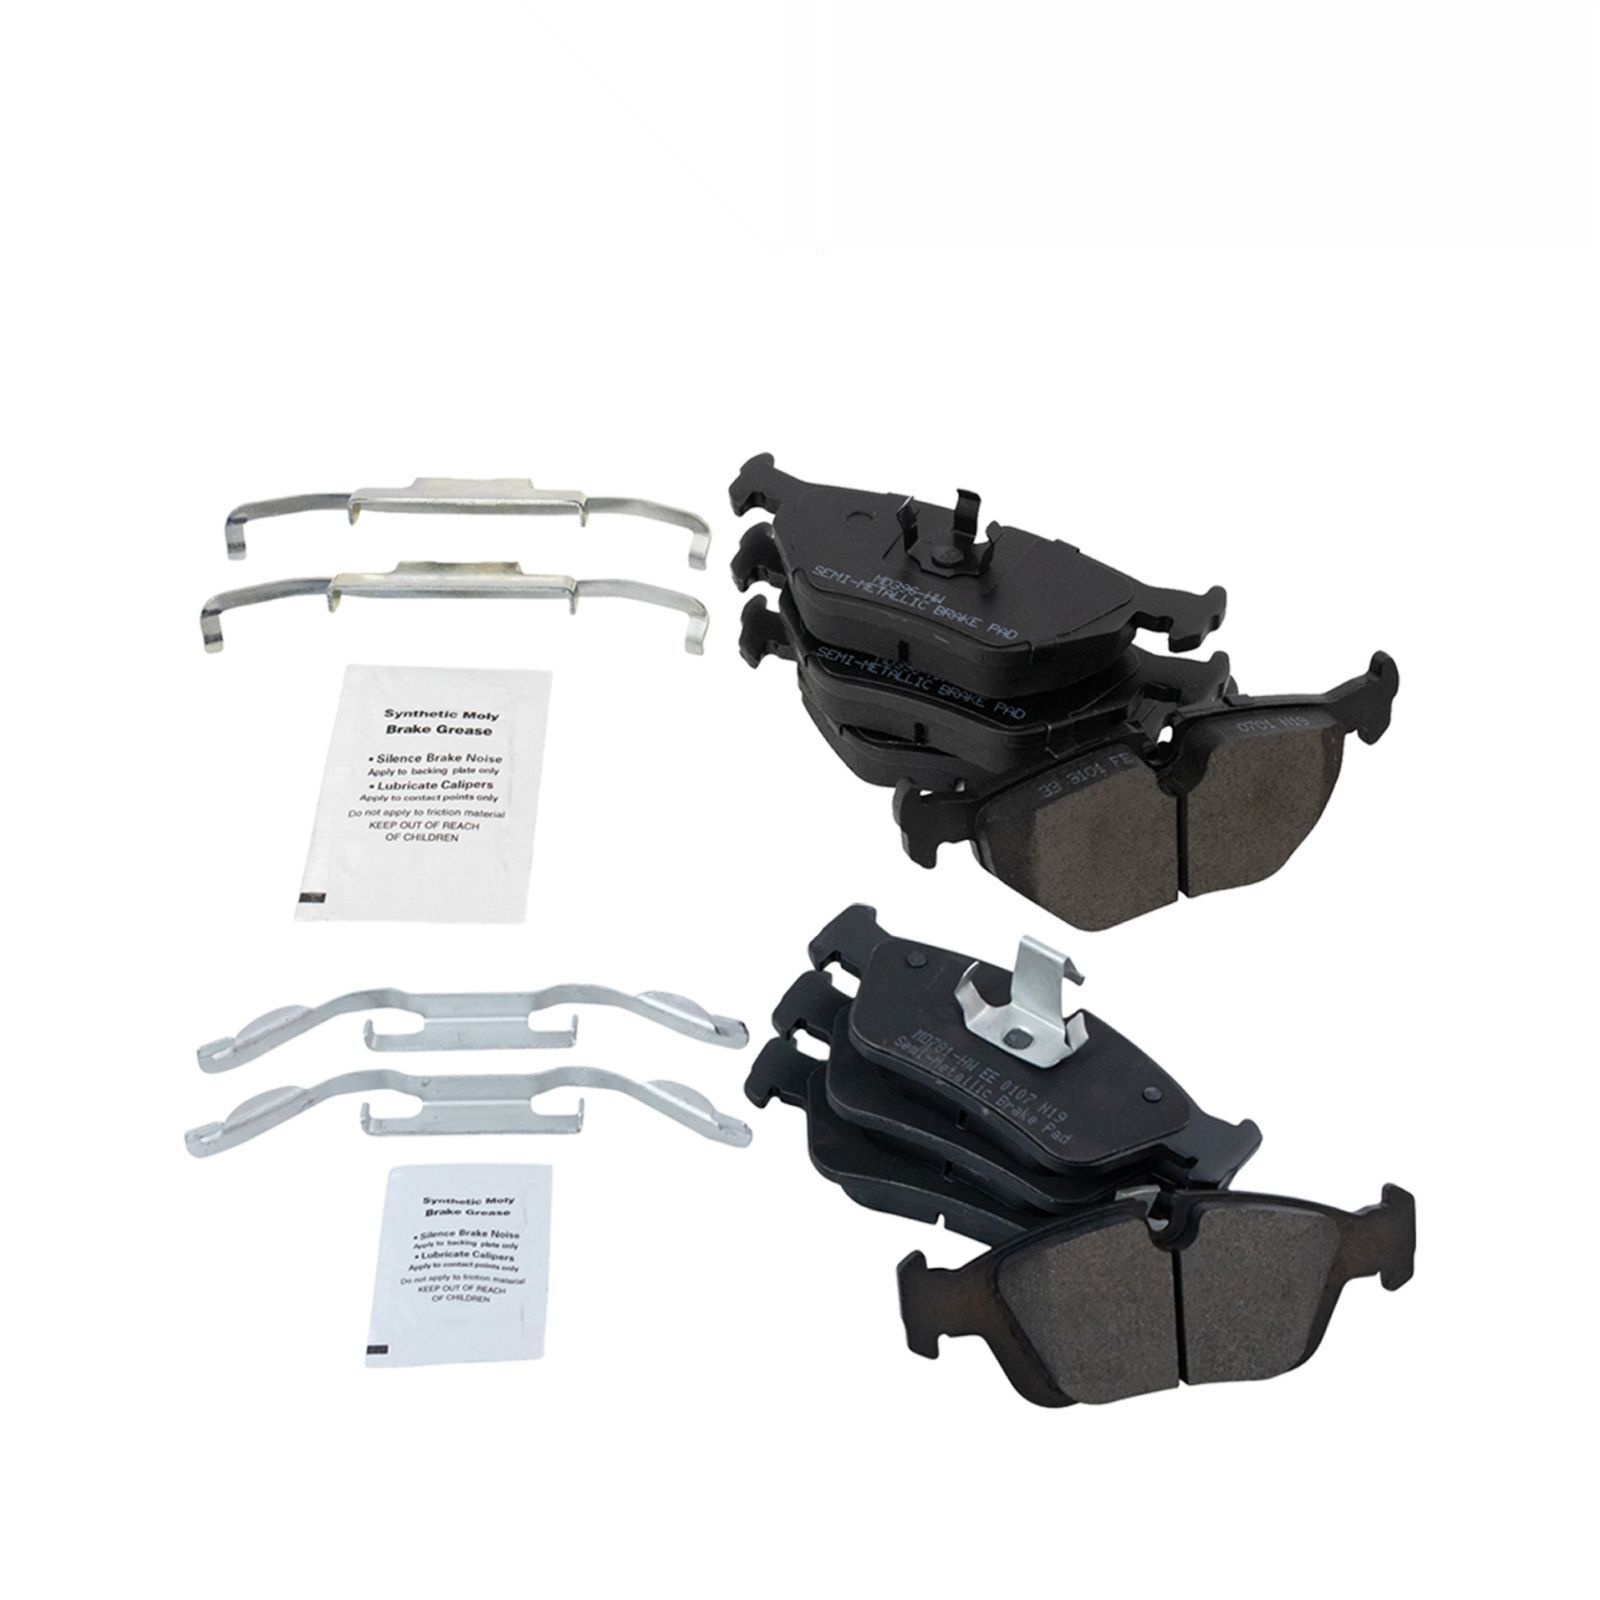 MD396-HW
SEMI-METALLIC BRAKE PAD
SEMI-METALLIC BRAKE PAD
33 3101 FE
0701 N19
Synthetic Moly
Brake Grease
• Silence Brake Noise
Apply to backing plate only
• Lubricate Calipers
Apply to contact points only
Do not apply to friction material
KEEP OUT OF REACH
OF CHILDREN
MD781-HW EE 0107 N19
Semi-Metallic Brake Pad
Synthetic Moly
Brake Grease
• Silence Brake Noise
Apply to backing plate only
• Lubricate Calipers
Apply to contact points only
Do not apply to friction material
KEEP OUT OF REACH
OF CHILDREN